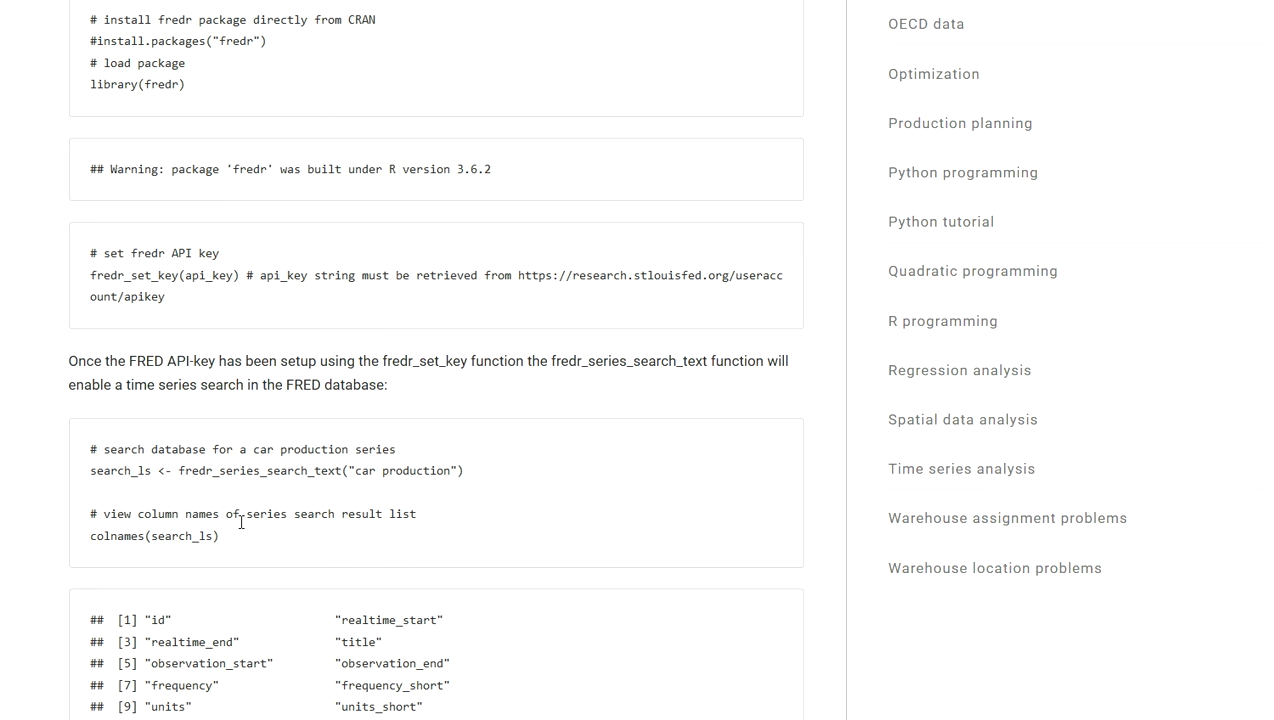 # install fredr package directly from CRAN
#install.packages("fredr")
# load package
library(fredr)
## Warning: package 'fredr' was built under R version 3.6.2
# set fredr API key
fredr_set_key(api_key) # api_key string must be retrieved from https://research.stlouisfed.org/useracc
ount/apikey
Once the FRED API-key has been setup using the fredr_set_key function the fredr_series_search_text function will
enable a time series search in the FRED database:
# search database for a car production series
search_ls <- fredr_series_search_text("car production")
# view column names of series search result list
colnames(search_ls)
##  [1] "id"                        "realtime_start"
##  [3] "realtime_end"              "title"
##  [5] "observation_start"         "observation_end"
##  [7] "frequency"                 "frequency_short"
##  [9] "units"                     "units_short"
OECD data
Optimization
Production planning
Python programming
Python tutorial
Quadratic programming
R programming
Regression analysis
Spatial data analysis
Time series analysis
Warehouse assignment problems
Warehouse location problems